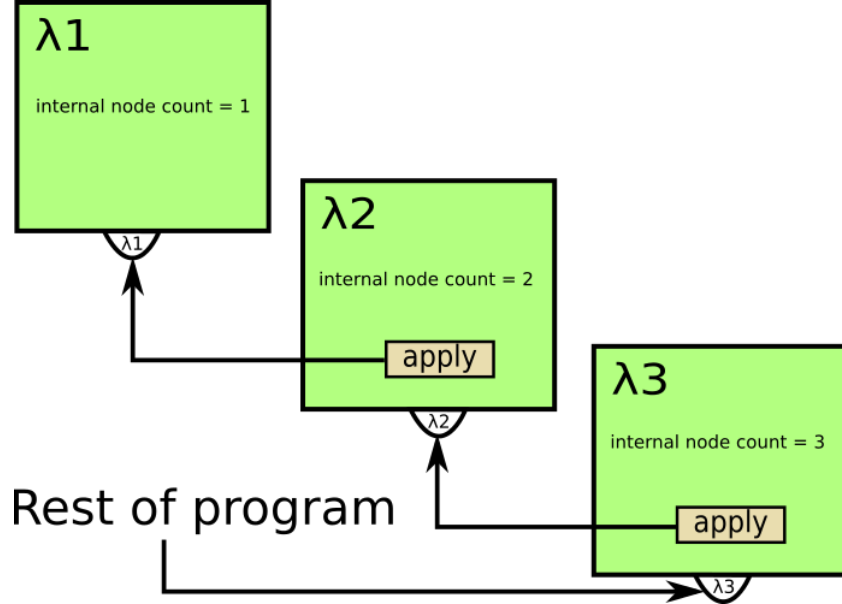 λ1
internal node count = 1
λ1
λ2
internal node count = 2
apply
λ2
λ3
internal node count = 3
apply
λ3
Rest of program